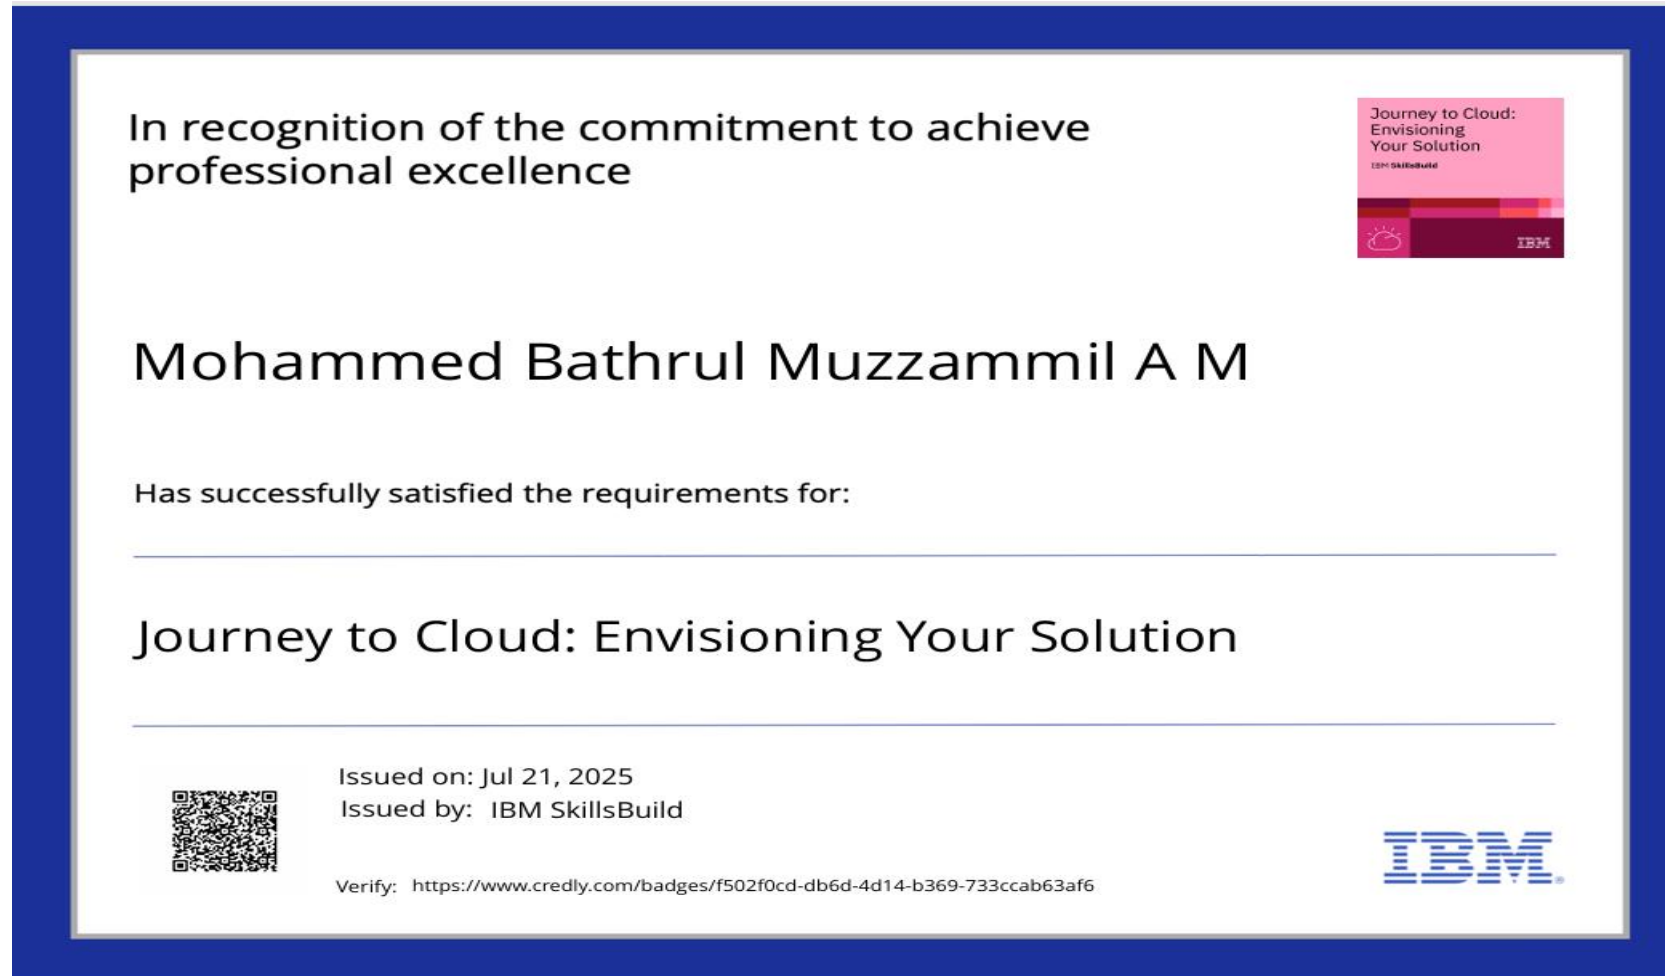 In recognition of the commitment to achieve
professional excellence
Journey to Cloud:
Envisioning
Your Solution
IBM SkillsBuild
IBM
Mohammed Bathrul Muzzammil A M
Has successfully satisfied the requirements for:
Journey to Cloud: Envisioning Your Solution
Issued on: Jul 21, 2025
Issued by: IBM SkillsBuild
Verify: https://www.credly.com/badges/f502f0cd-db6d-4d14-b369-733ccab63af6
IBM®